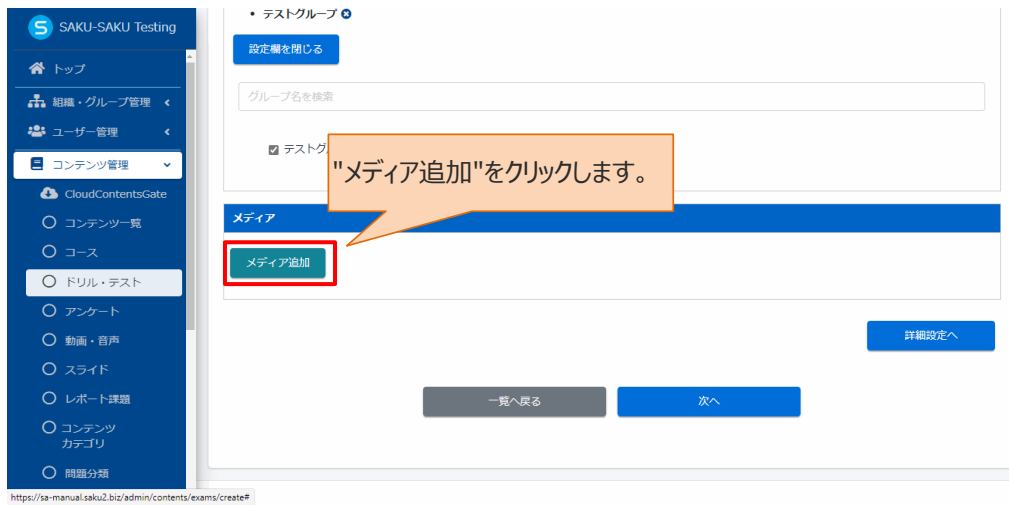 SAKU-SAKU Testing
トップ
組織・グループ管理
ユーザー管理
コンテンツ管理
CloudContentsGate
コンテンツ一覧
コース
ドリル・テスト
アンケート
動画・音声
スライド
レポート課題
コンテンツ
カテゴリ
問題分類
• テストグループ
設定欄を閉じる
グループ名を検索
テストグ
"メディア追加"をクリックします。
メディア
メディア追加
詳細設定へ
一覧へ戻る
次へ
https://sa-manual.saku2.biz/admin/contents/exams/create#